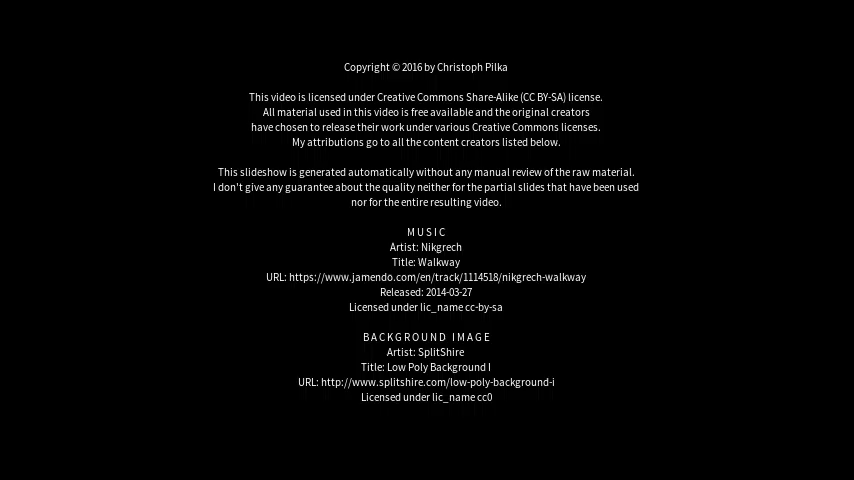 Copyright © 2016 by Christoph Pilka
This video is licensed under Creative Commons Share-Alike (CC BY-SA) license.
All material used in this video is free available and the original creators
have chosen to release their work under various Creative Commons licenses.
My attributions go to all the content creators listed below.
This slideshow is generated automatically without any manual review of the raw material.
I don't give any guarantee about the quality neither for the partial slides that have been used
nor for the entire resulting video.
MUSIC
Artist: Nikgrech
Title: Walkway
URL: https://www.jamendo.com/en/track/1114518/nikgrech-walkway
Released: 2014-03-27
Licensed under lic_name cc-by-sa
BACKGROUND IMAGE
Artist: SplitShire
Title: Low Poly Background I
URL: http://www.splitshire.com/low-poly-background-i
Licensed under lic_name cc0